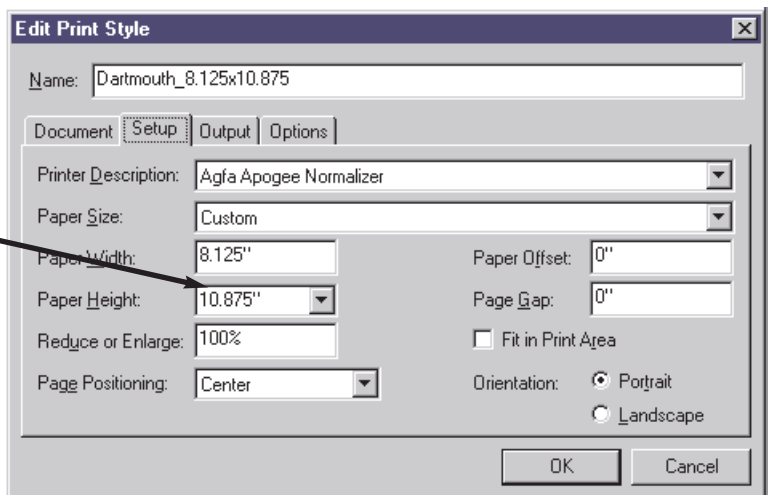 Edit Print Style
Name: Dartmouth_8.125x10.875
Document Setup Output Options
Printer Description: Agfa Apogee Normalizer
Paper Size: Custom
Paper Width: 8.125" Paper Offset: 0"
Paper Height: 10.875" Page Gap: 0"
Reduce or Enlarge: 100% Fit in Print Area
Page Positioning: Center Orientation: Portrait
Landscape
OK Cancel